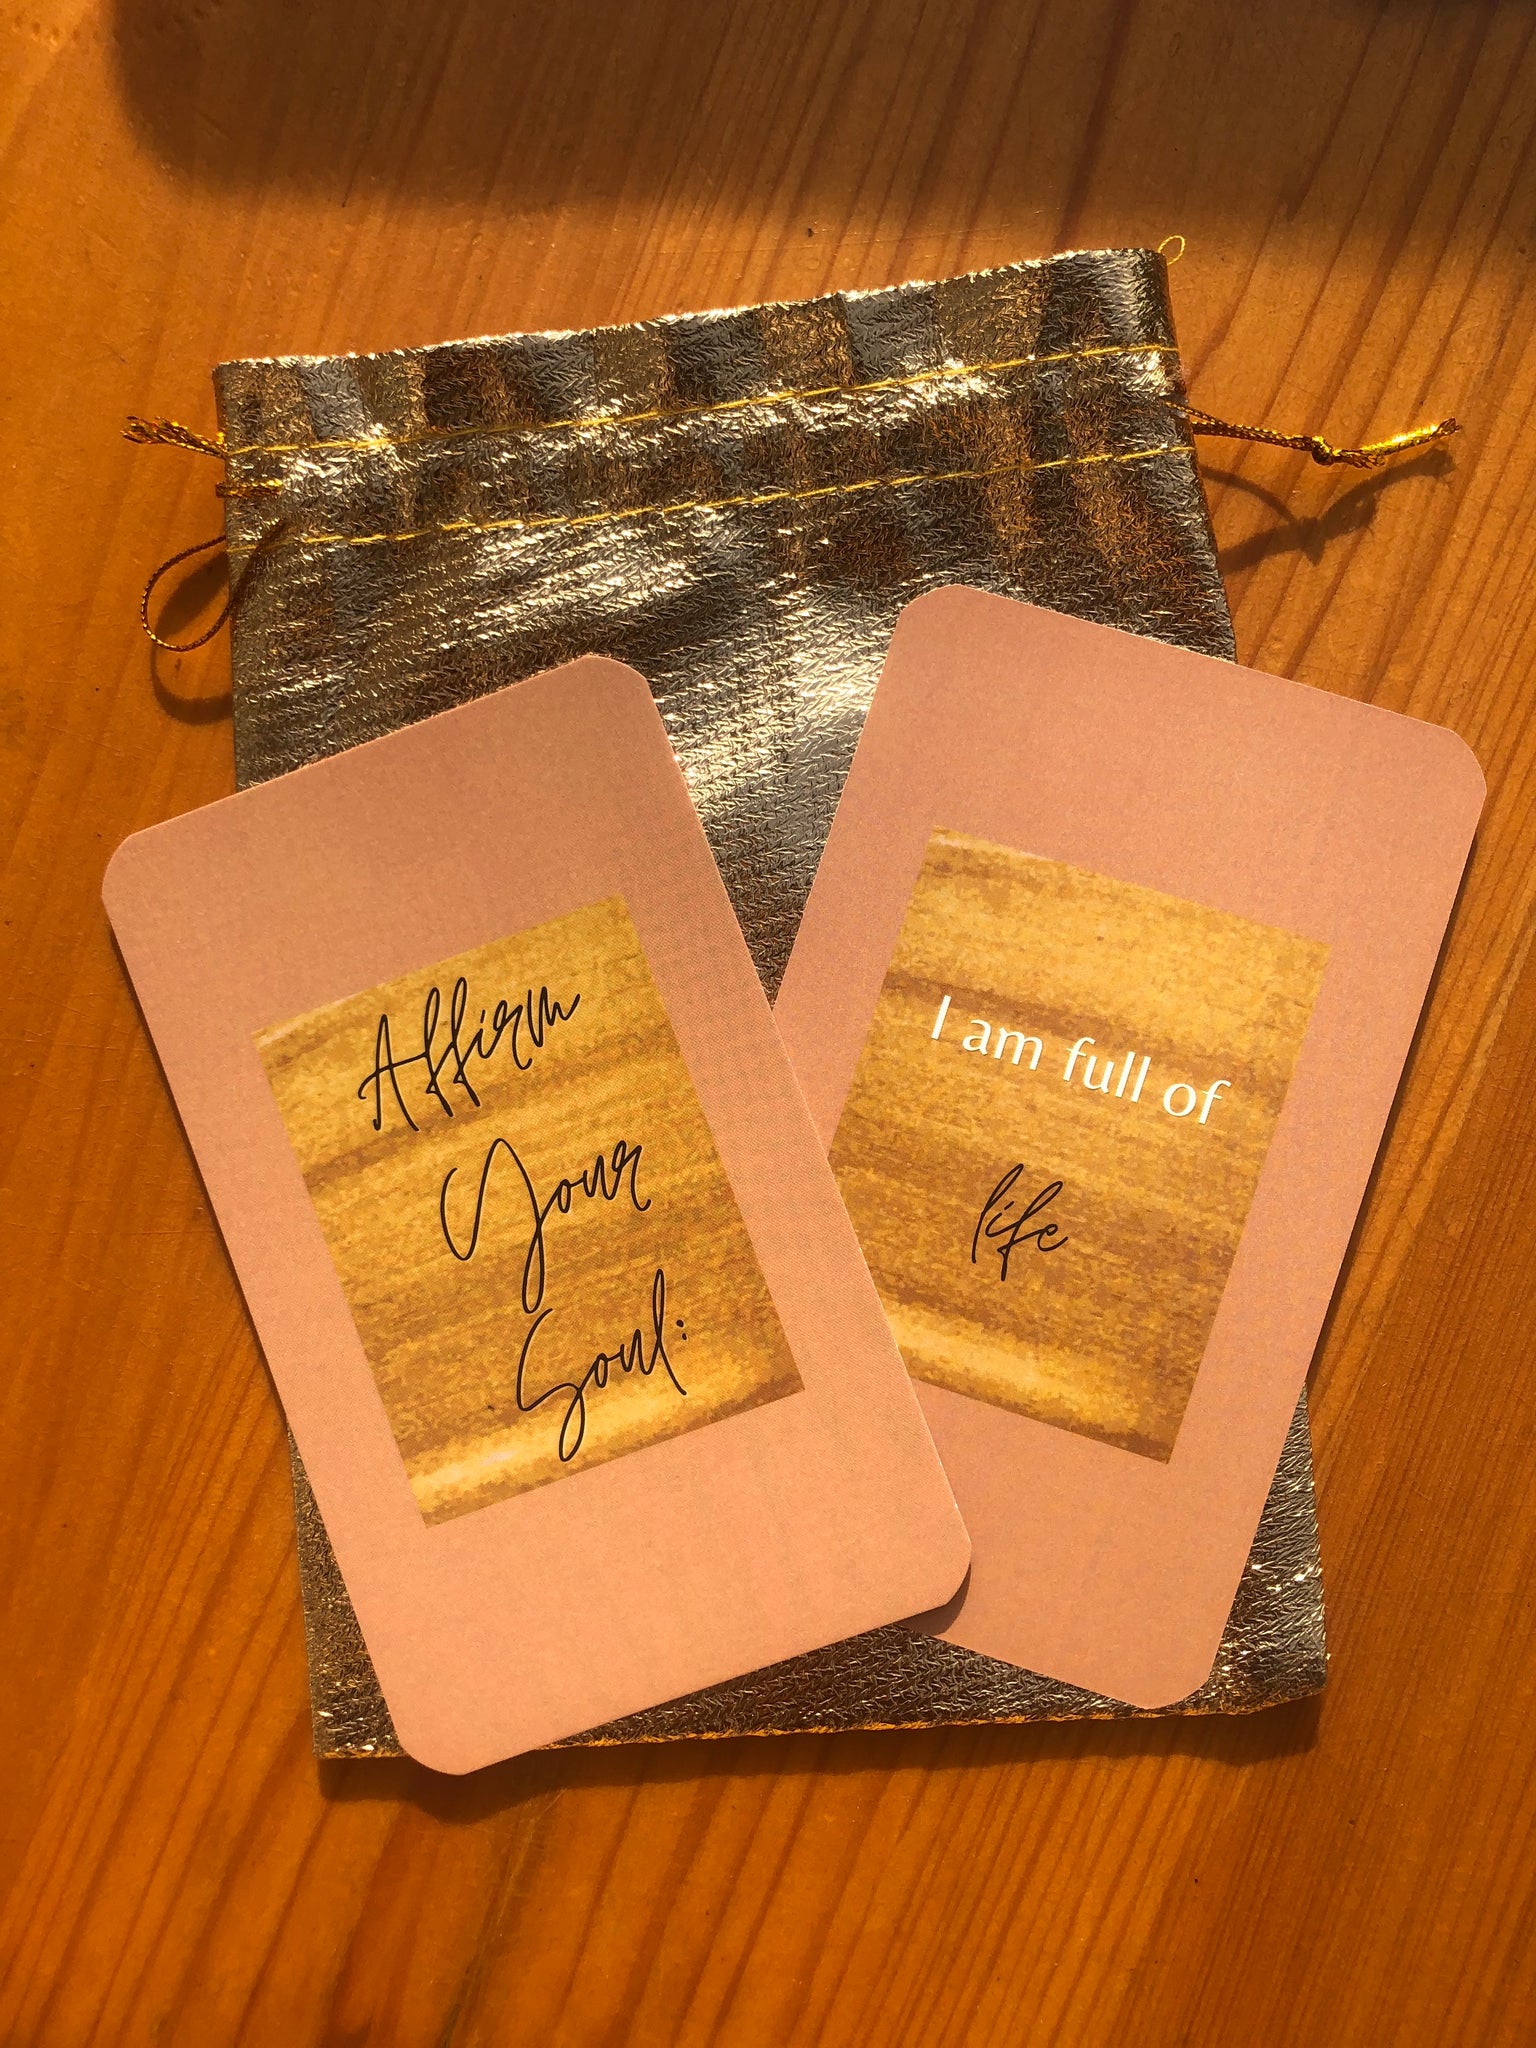 Affirm
Your
Soul:
I am full of
life